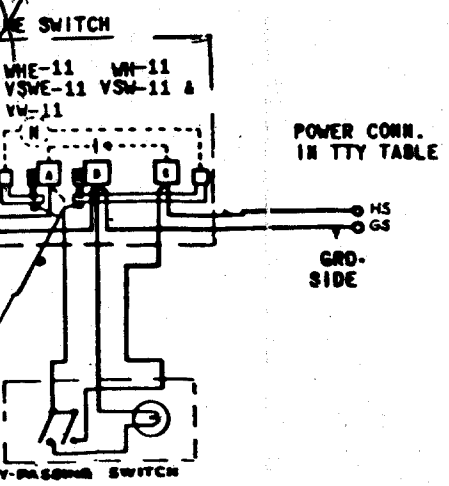 E SWITCH
WHE-11 WH-11
VSWE-11 VSW-11 &
VW-11
N
A B C
POWER CONN.
IN TTY TABLE
HS
GS
GRD.
SIDE
Y-PASSING SWITCH